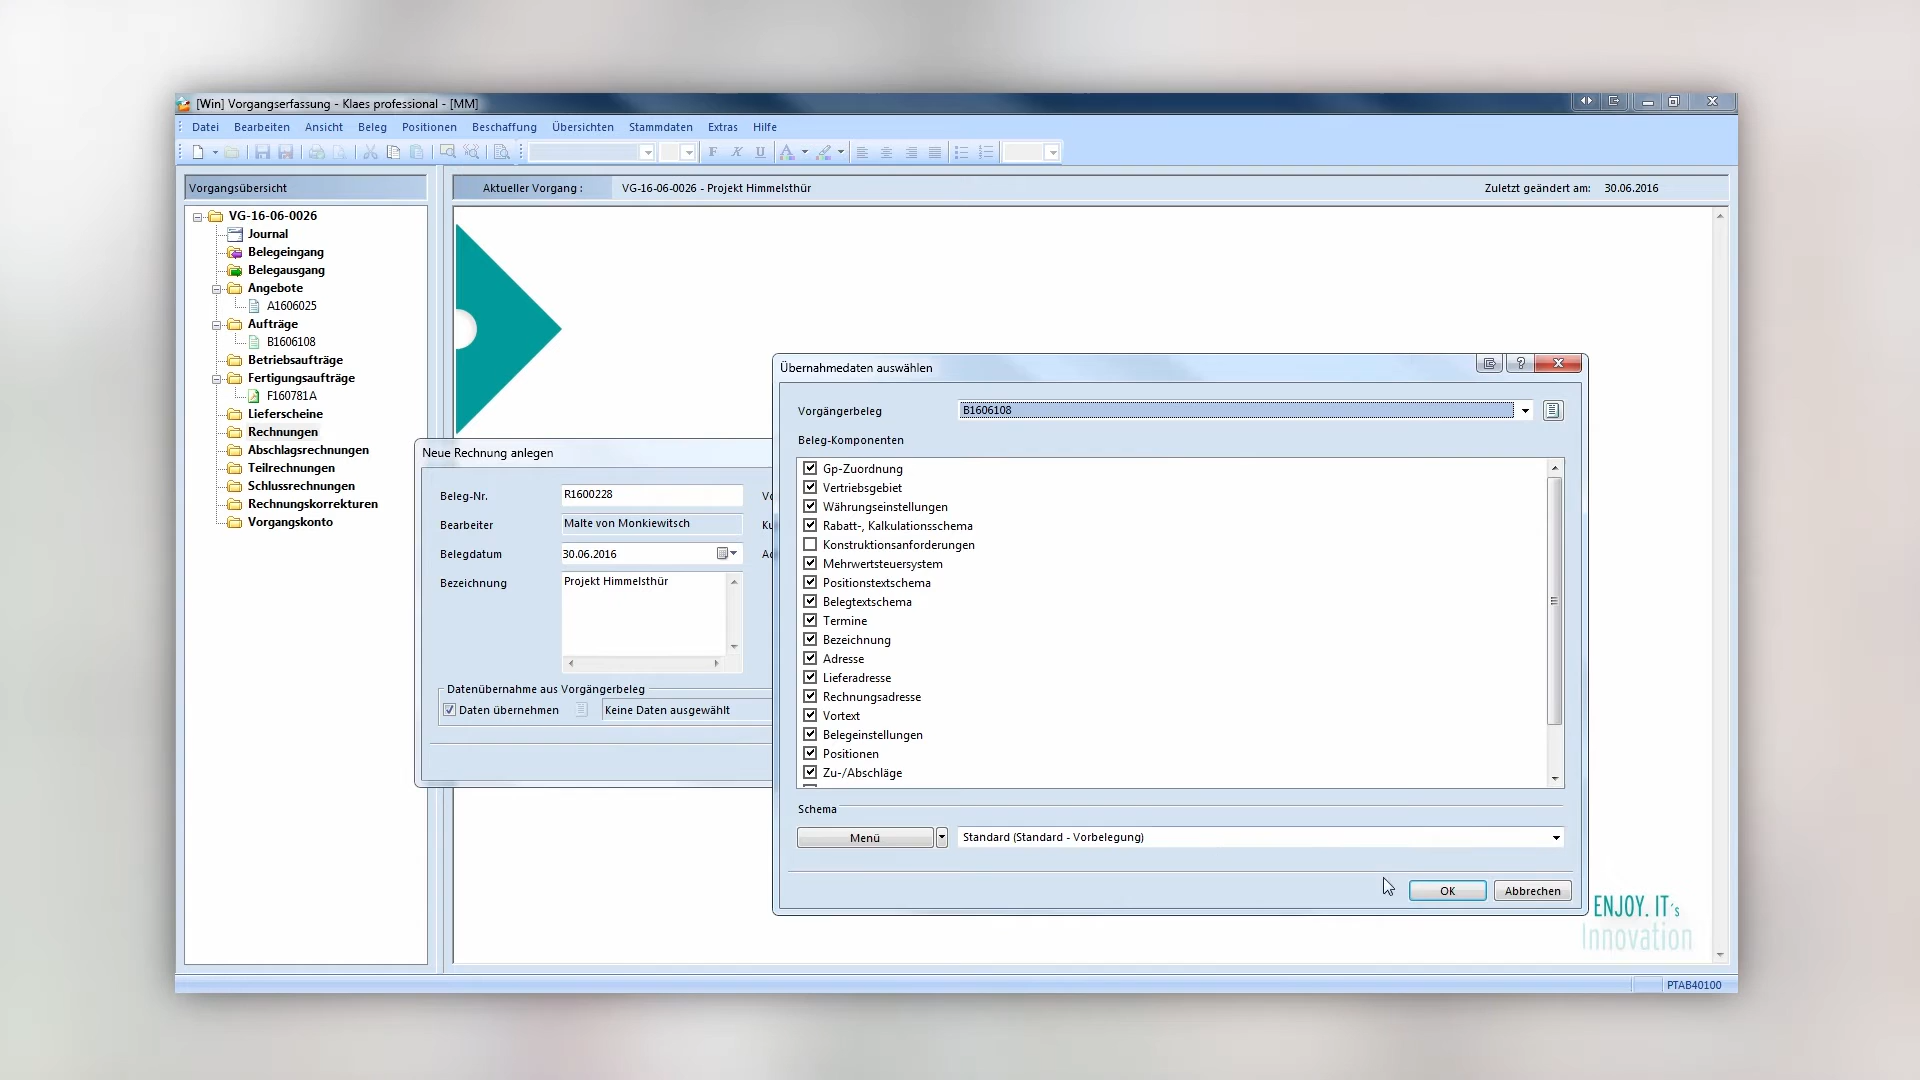 [Win] Vorgangserfassung - Klaes professional - [MM]
Datei Bearbeiten Ansicht Beleg Positionen Beschaffung Übersichten Stammdaten Extras Hilfe
Vorgangsübersicht
Aktueller Vorgang : VG-16-06-0026 - Projekt Himmelsthür Zuletzt geändert am: 30.06.2016
VG-16-06-0026
Journal
Belegeingang
Belegausgang
Angebote
A1606025
Aufträge
B1606108
Betriebsaufträge
Fertigungsaufträge
F160781A
Lieferscheine
Rechnungen
Abschlagsrechnungen
Teilrechnungen
Schlussrechnungen
Rechnungskorrekturen
Vorgangskonto
Neue Rechnung anlegen
Beleg-Nr. R1600228
Bearbeiter Malte von Monkiewitsch
Belegdatum 30.06.2016
Bezeichnung Projekt Himmelsthür
Datenübernahme aus Vorgängerbeleg
Daten übernehmen Keine Daten ausgewählt
Übernahmedaten auswählen
Vorgängerbeleg B1606108
Beleg-Komponenten
Gp-Zuordnung
Vertriebsgebiet
Währungseinstellungen
Rabatt-, Kalkulationsschema
Konstruktionsanforderungen
Mehrwertsteuersystem
Positionstextschema
Belegtextschema
Termine
Bezeichnung
Adresse
Lieferadresse
Rechnungsadresse
Vortext
Belegeinstellungen
Positionen
Zu-/Abschläge
Schema
Menü Standard (Standard - Vorbelegung)
OK Abbrechen
ENJOY. IT´s
Innovation
PTAB40100